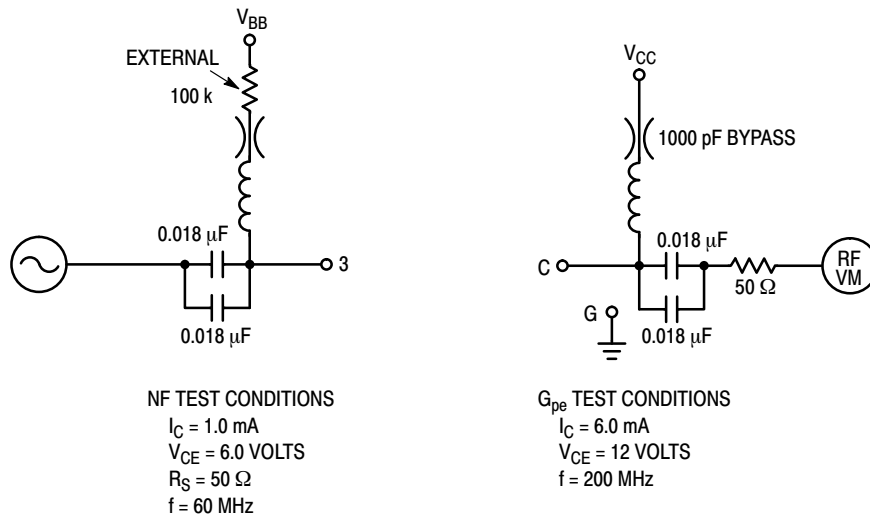 V_BB
EXTERNAL
100 k
0.018 µF
3
0.018 µF
NF TEST CONDITIONS
I_C = 1.0 mA
V_CE = 6.0 VOLTS
R_S = 50 Ω
f = 60 MHz
V_CC
1000 pF BYPASS
0.018 µF
C
RF
VM
50 Ω
G
0.018 µF
G_pe TEST CONDITIONS
I_C = 6.0 mA
V_CE = 12 VOLTS
f = 200 MHz